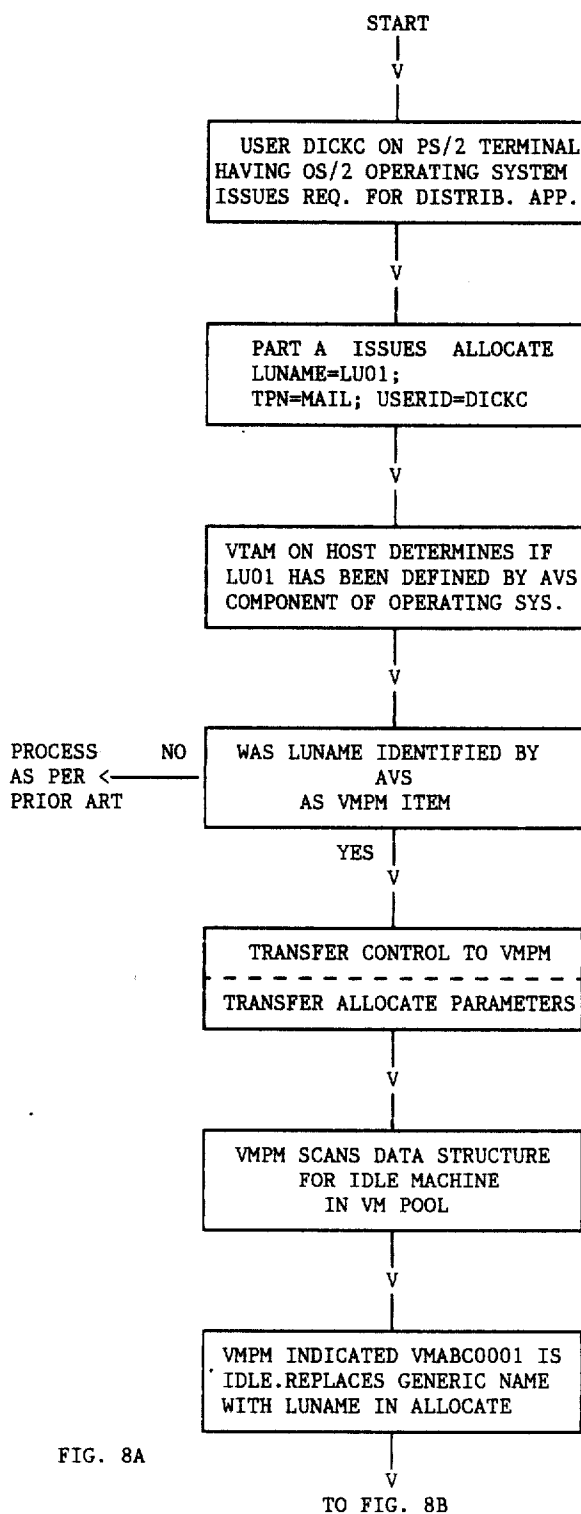 START
V
USER DICKC ON PS/2 TERMINAL
HAVING OS/2 OPERATING SYSTEM
ISSUES REQ. FOR DISTRIB. APP.
V
PART A ISSUES ALLOCATE
LUNAME=LU01;
TPN=MAIL; USERID=DICKC
V
VTAM ON HOST DETERMINES IF
LU01 HAS BEEN DEFINED BY AVS
COMPONENT OF OPERATING SYS.
V
WAS LUNAME IDENTIFIED BY
AVS
AS VMPM ITEM
PROCESS NO
AS PER <
PRIOR ART
YES
V
TRANSFER CONTROL TO VMPM
TRANSFER ALLOCATE PARAMETERS
V
VMPM SCANS DATA STRUCTURE
FOR IDLE MACHINE
IN VM POOL
V
VMPM INDICATED VMABC0001 IS
IDLE.REPLACES GENERIC NAME
WITH LUNAME IN ALLOCATE
FIG. 8A
V
TO FIG. 8B